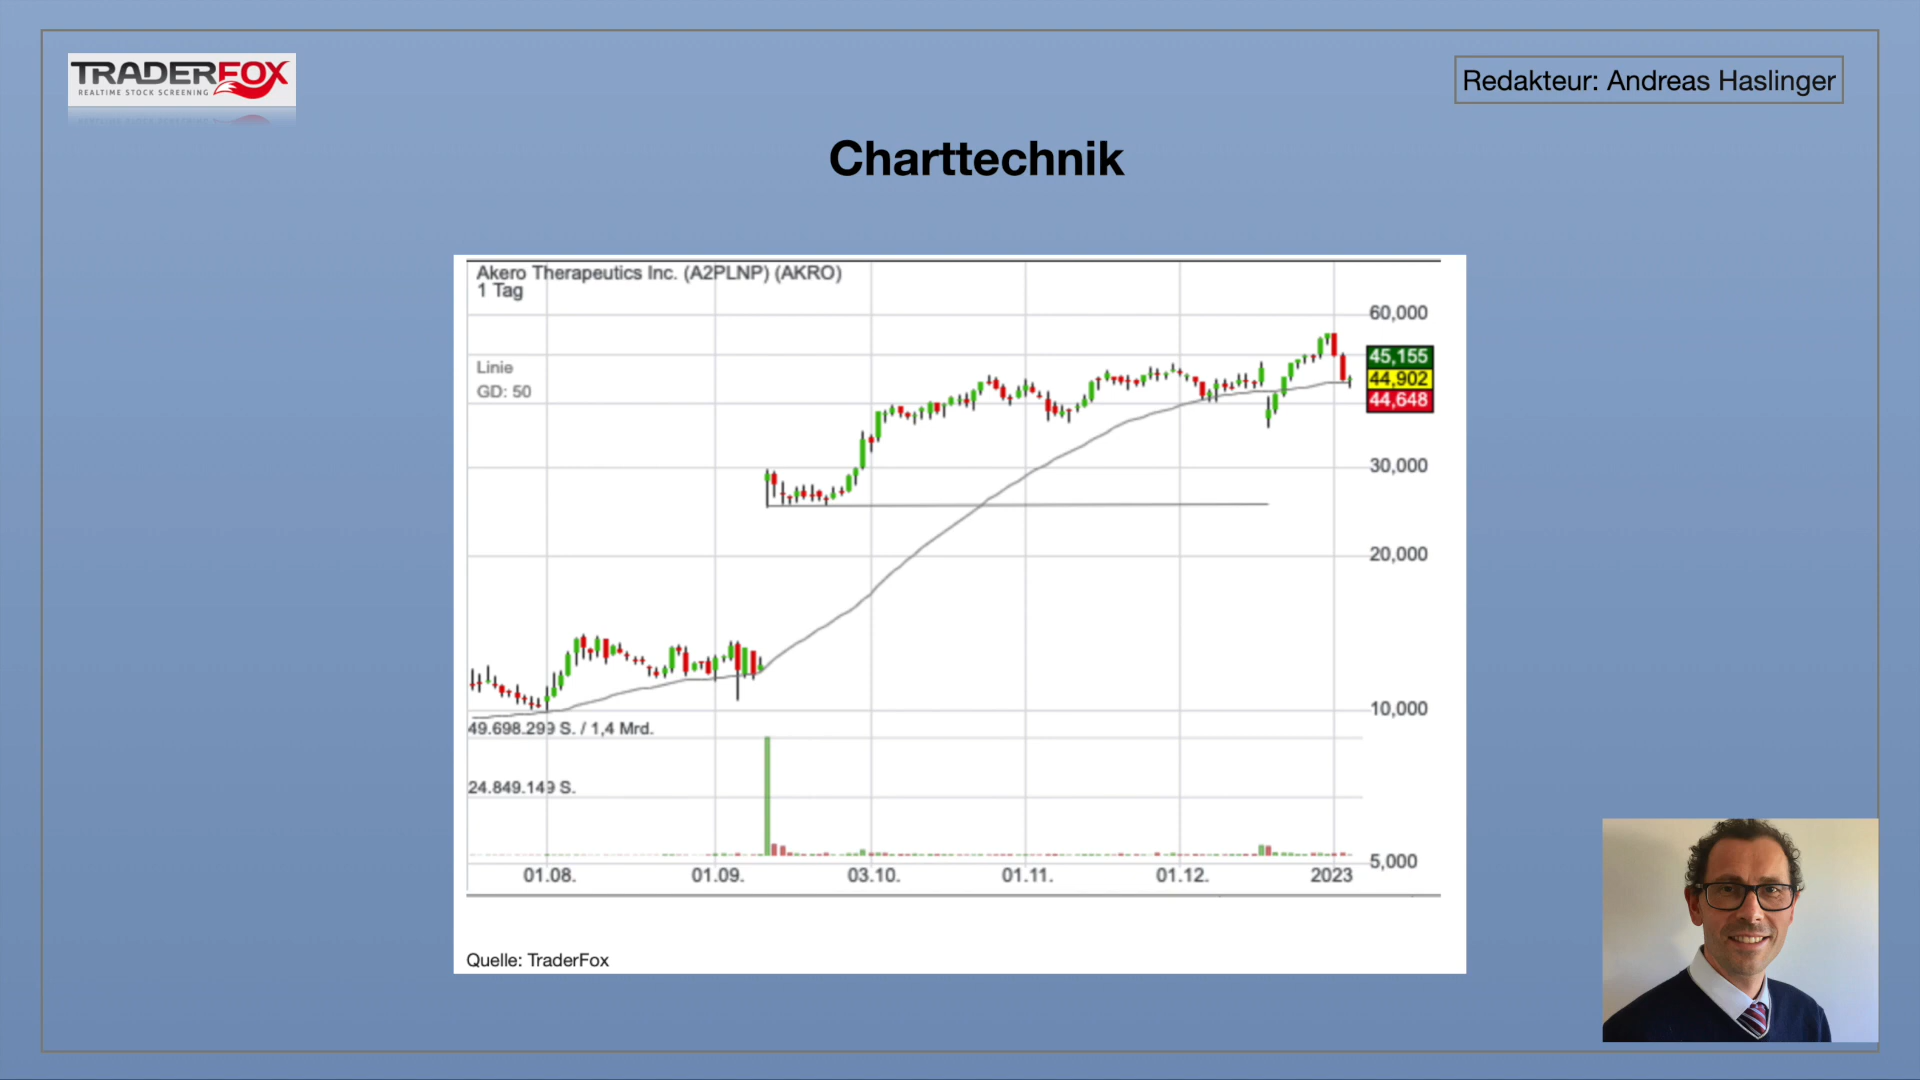 TRADERFOX
REALTIME STOCK SCREENING
Redakteur: Andreas Haslinger
Charttechnik
Akero Therapeutics Inc. (A2PLNP) (AKRO)
1 Tag
Linie
GD: 50
60,000
45,155
44,902
44,648
30,000
20,000
10,000
49.698.299 S. / 1,4 Mrd.
24.849.149 S.
5,000
01.08.
01.09.
03.10.
01.11.
01.12.
2023
Quelle: TraderFox